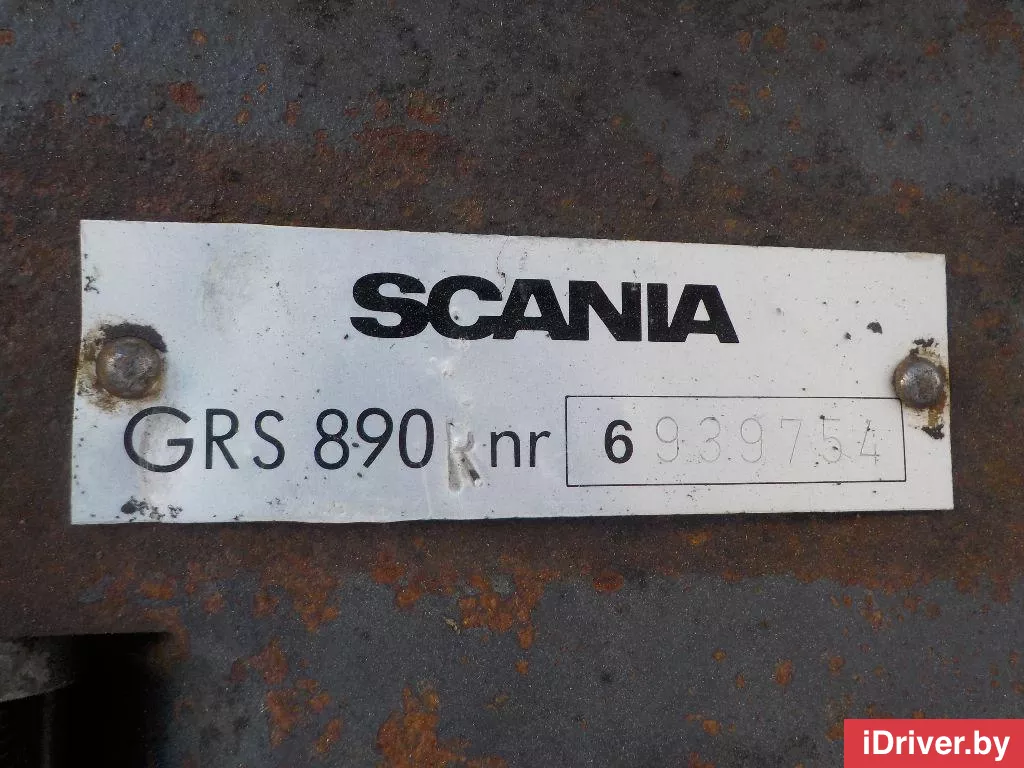 SCANIA
GRS 890 R nr 6939754
iDriver.by